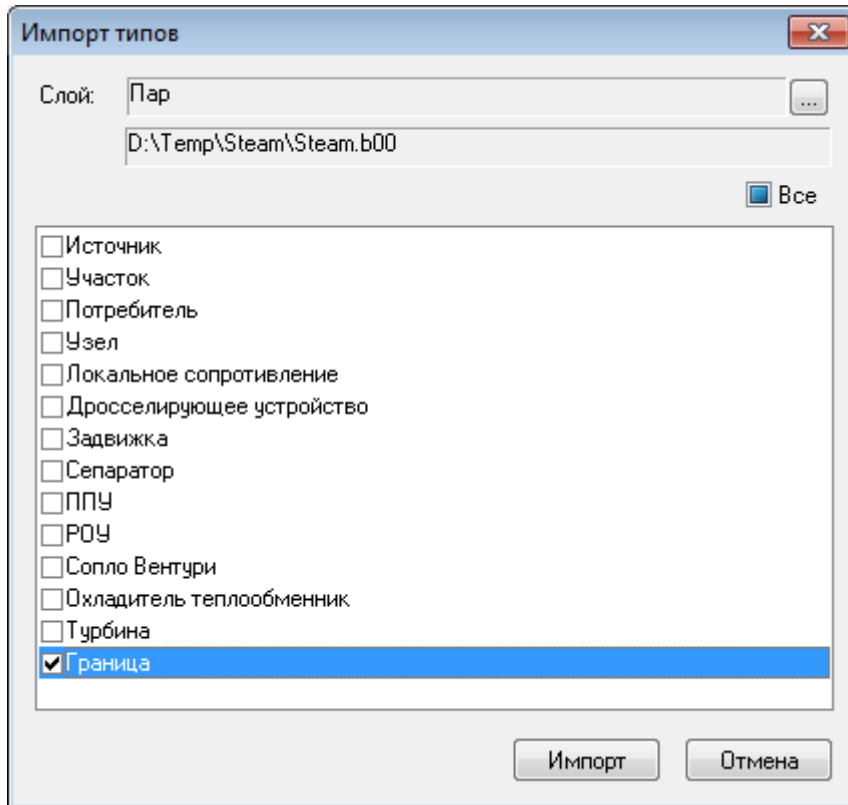 Импорт типов
Слой: Пар ...
D:\Temp\Steam\Steam.b00
Все
Источник
Участок
Потребитель
Узел
Локальное сопротивление
Дросселирующее устройство
Задвижка
Сепаратор
ППУ
РОУ
Сопло Вентури
Охладитель теплообменник
Турбина
Граница
Импорт Отмена